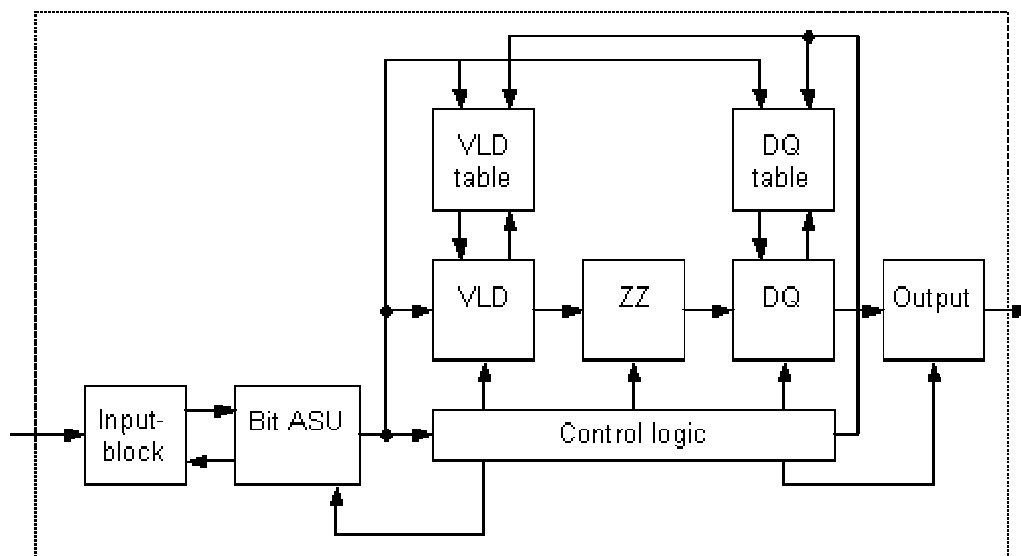 VLD
table
DQ
table
VLD
ZZ
DQ
Output
Input-
block
Bit ASU
Control logic